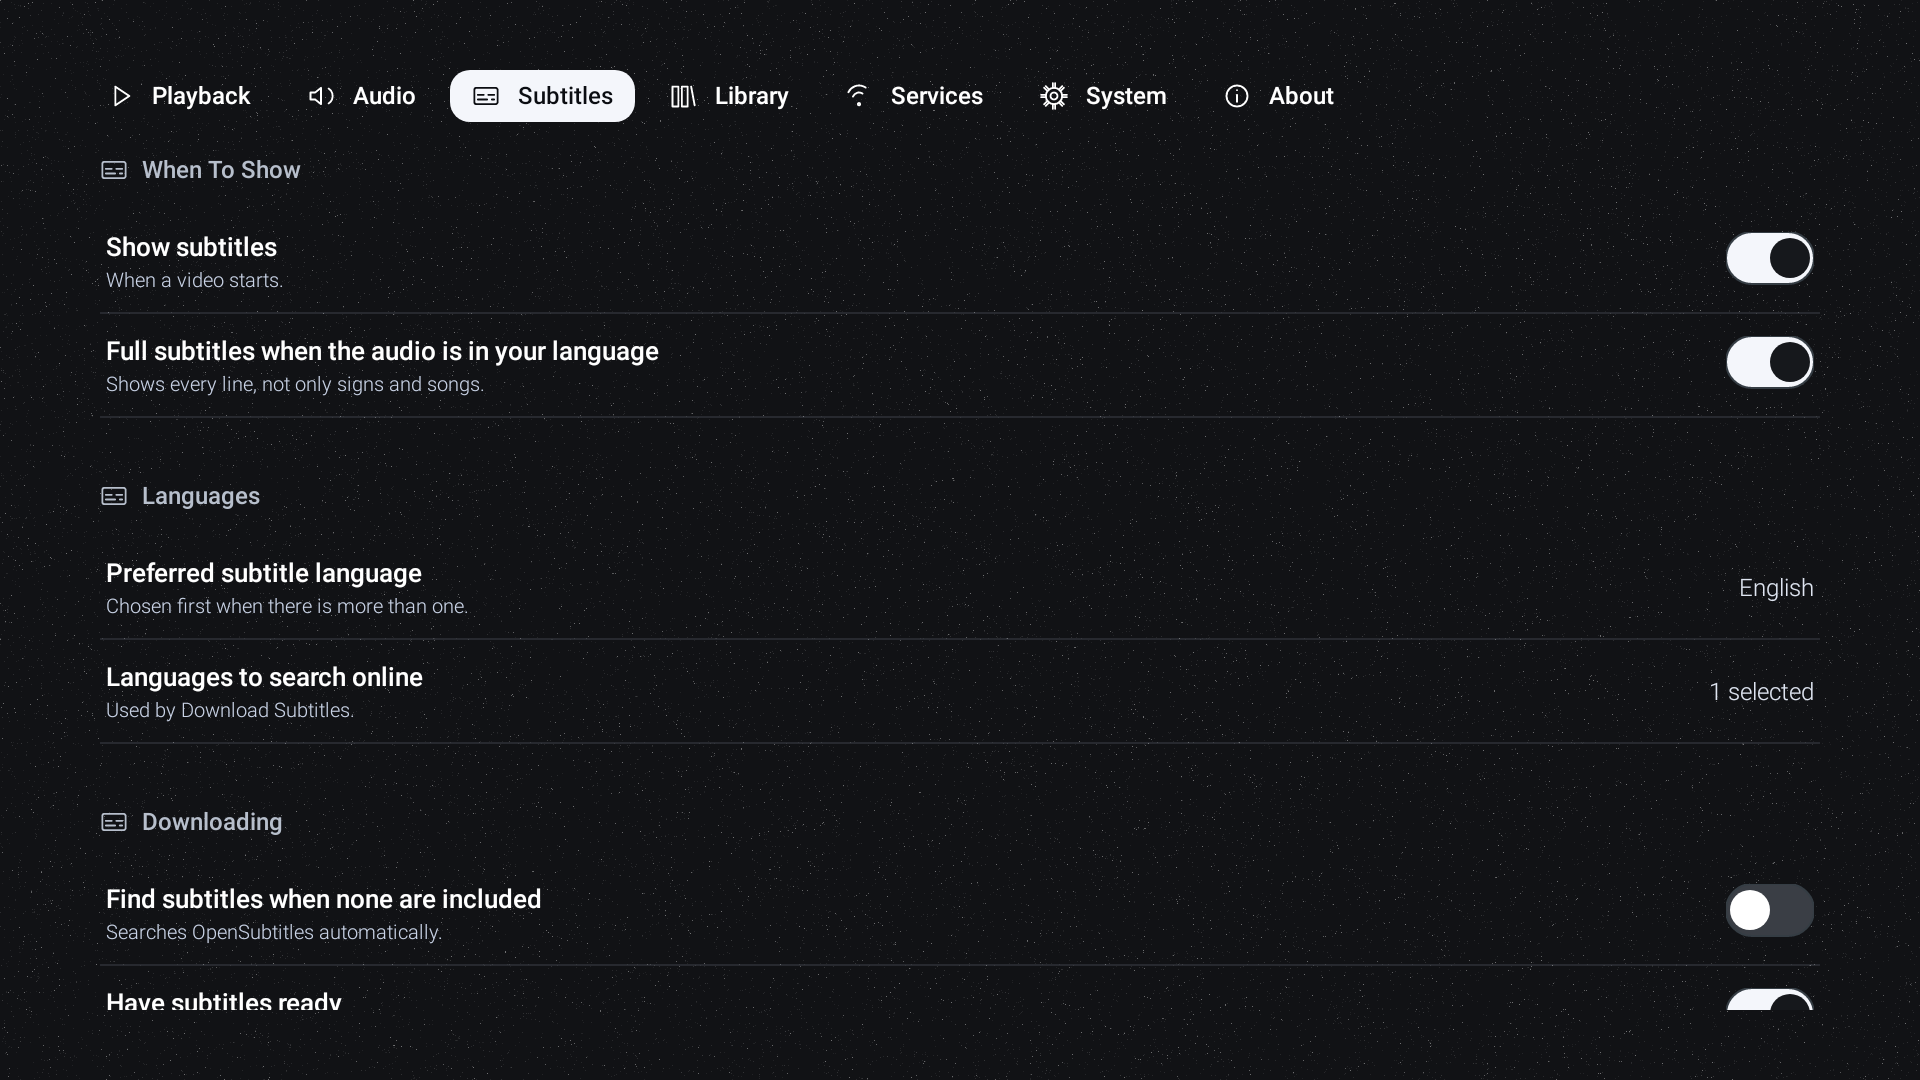 Playback
Audio
Subtitles
Library
Services
System
About
When To Show
Show subtitles
When a video starts.
Full subtitles when the audio is in your language
Shows every line, not only signs and songs.
Languages
Preferred subtitle language
Chosen first when there is more than one.
English
Languages to search online
Used by Download Subtitles.
1 selected
Downloading
Find subtitles when none are included
Searches OpenSubtitles automatically.
Have subtitles ready